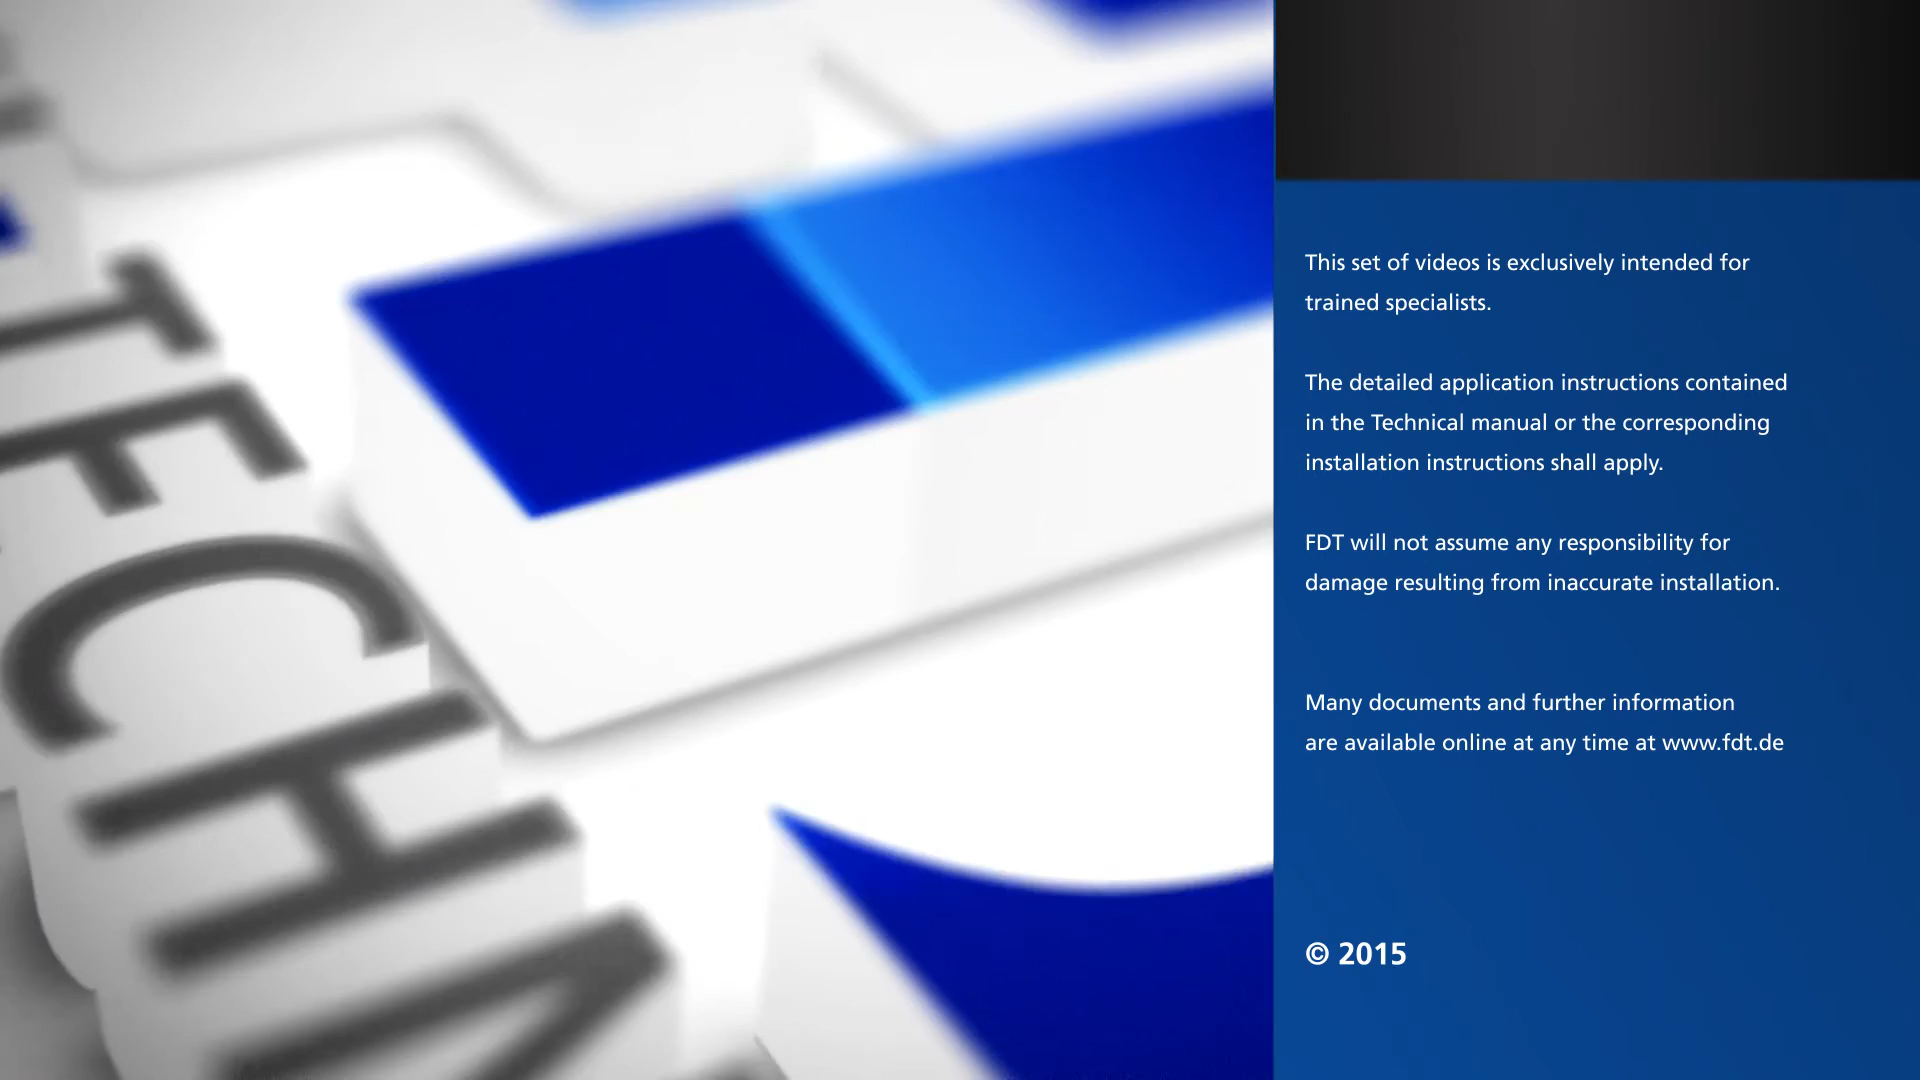 This set of videos is exclusively intended for
trained specialists.
The detailed application instructions contained
in the Technical manual or the corresponding
installation instructions shall apply.
FDT will not assume any responsibility for
damage resulting from inaccurate installation.
Many documents and further information
are available online at any time at www.fdt.de
© 2015
TECHN